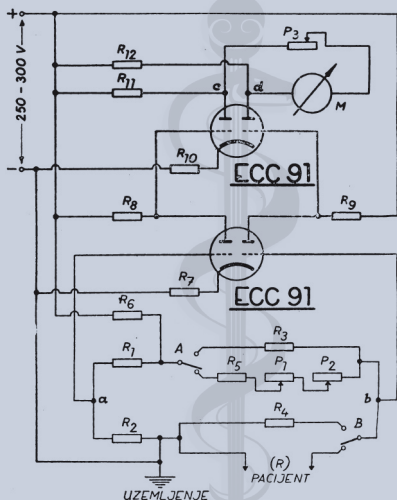 +
250-300 V
−
P3
R12
R11
c
d
M
R10
ECC 91
R8
R9
ECC 91
R7
R6
R1
A
R3
R5
P1
P2
a
b
R2
R4
B
(R)
PACIJENT
UZEMLJENJE